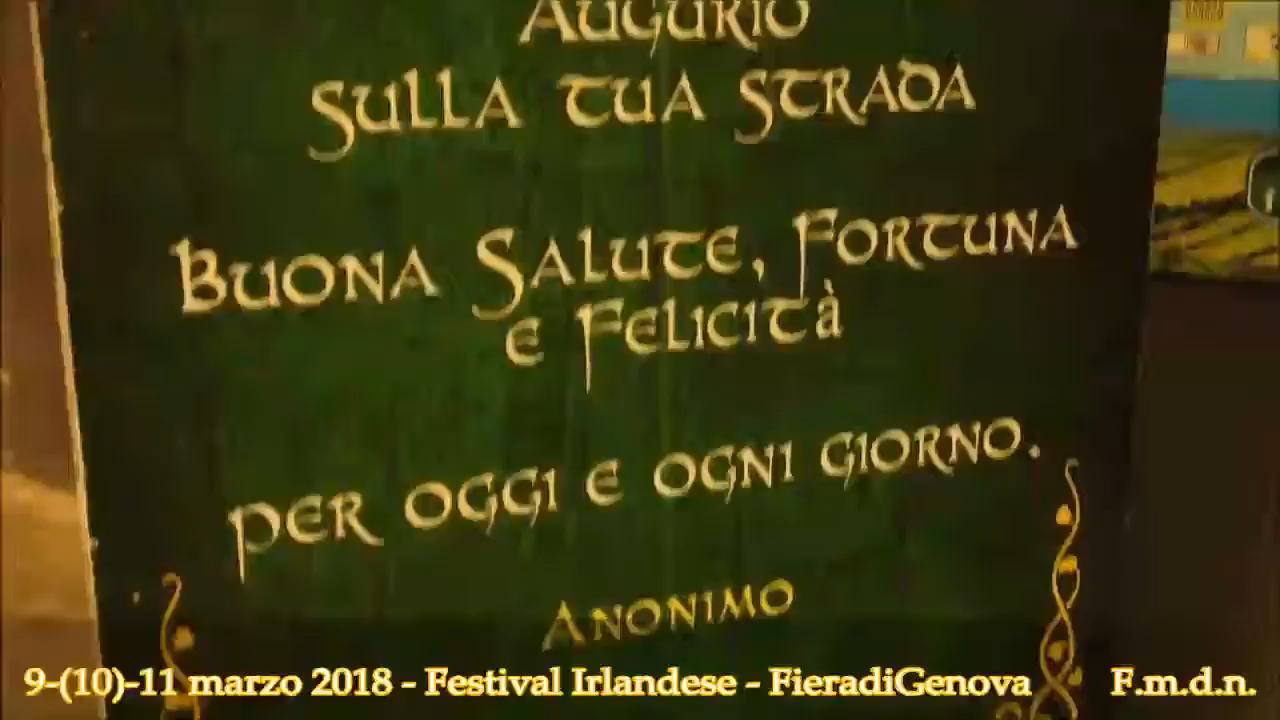 AUGURIO
SULLA TUA STRADA
BUONA SALUTE, FORTUNA
E FELICITà
PER OGGI E OGNI GIORNO.
ANONIMO
9-(10)-11 marzo 2018 - Festival Irlandese - FieradiGenova F.m.d.n.